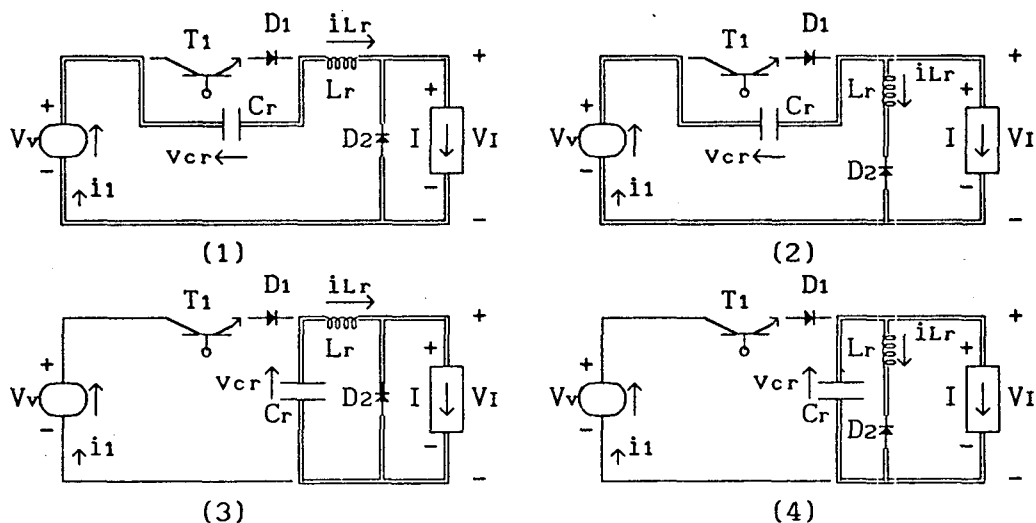 D1
iLr
T1
+
Lr
+
+
Cr
Vv
D2
I
VI
vcr
-
-
i1
-
(1)
D1
T1
+
iLr
Lr
+
+
Cr
Vv
I
VI
vcr
D2
-
-
i1
-
(2)
D1
iLr
T1
+
Lr
+
+
vcr
Vv
D2
I
VI
Cr
-
-
i1
-
(3)
D1
T1
+
iLr
Lr
+
+
vcr
Vv
I
VI
Cr
D2
-
-
i1
-
(4)